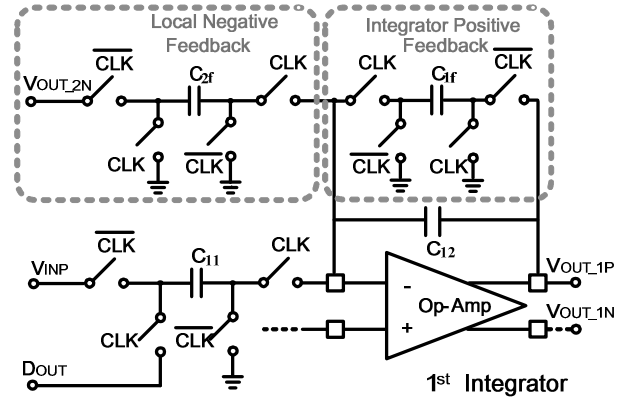 Local Negative
Feedback
Integrator Positive
Feedback
VOUT_2N
CLK
C2f
CLK
CLK
C1f
CLK
CLK
CLK
CLK
CLK
C12
VINP
CLK
C11
CLK
CLK
CLK
DOUT
-
+
Op-Amp
VOUT_1P
VOUT_1N
1st Integrator